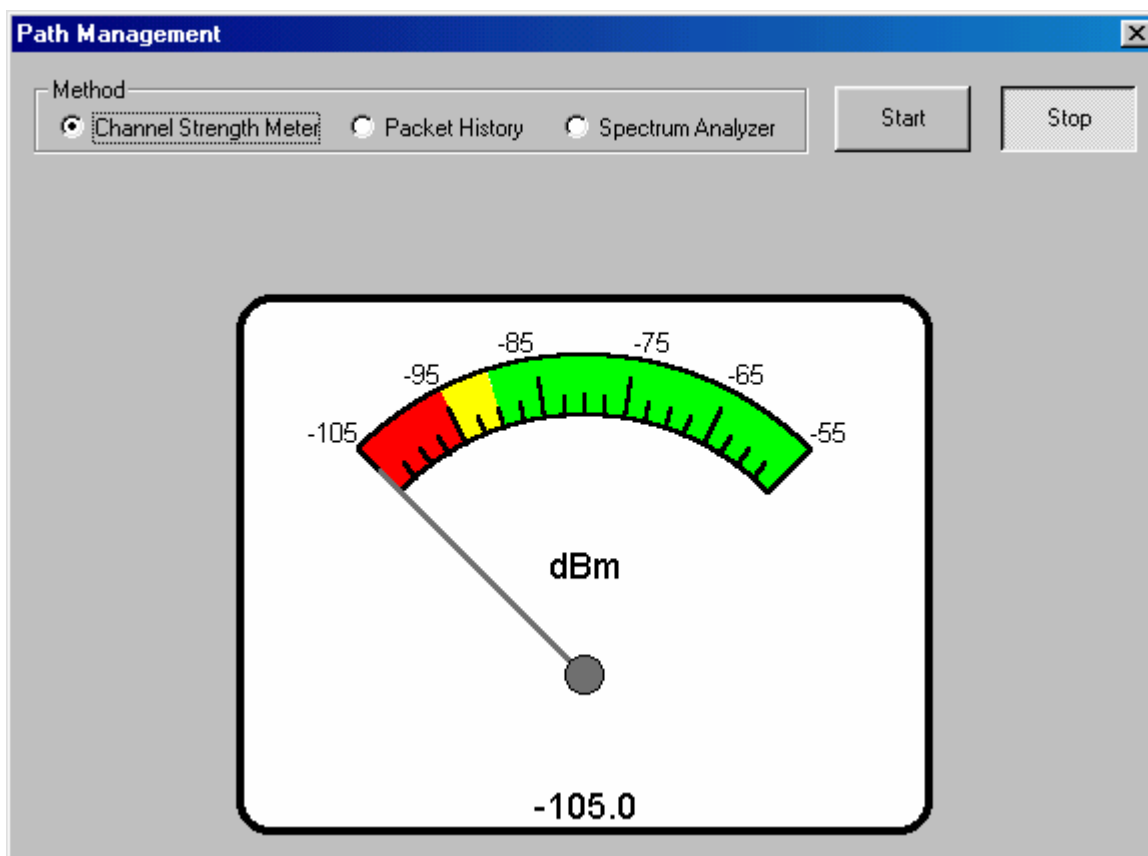 Path Management
Method
Channel Strength Meter
Packet History
Spectrum Analyzer
Start
Stop
-105
-95
-85
-75
-65
-55
dBm
-105.0